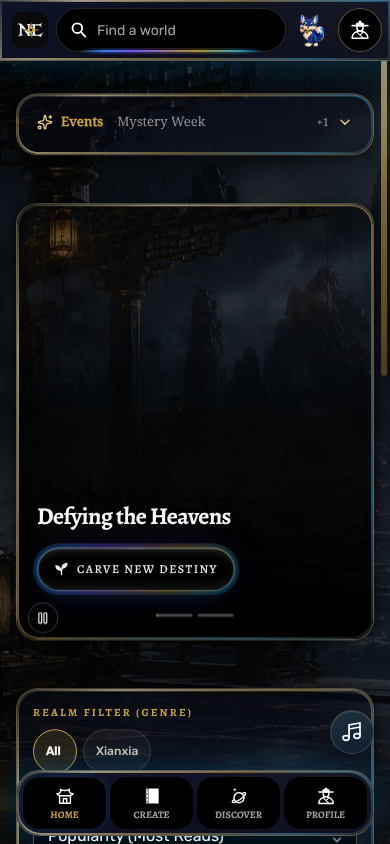 NE
Find a world
Events Mystery Week +1
Defying the Heavens
CARVE NEW DESTINY
REALM FILTER (GENRE)
All Xianxia
HOME CREATE DISCOVER PROFILE
Popularity (Most Reads)